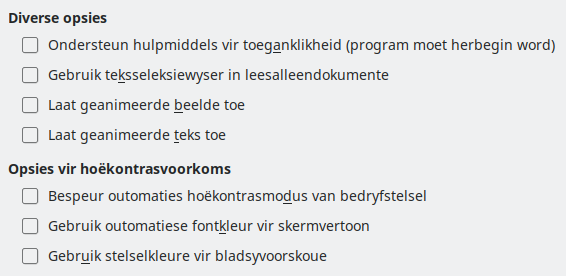 Diverse opsies
Ondersteun hulpmiddels vir toeganklikheid (program moet herbegin word)
Gebruik teksseleksiewyser in leesalleendokumente
Laat geanimeerde beelde toe
Laat geanimeerde teks toe
Opsies vir hoëkontrasvoorkoms
Bespeur outomaties hoëkontrasmodus van bedryfstelsel
Gebruik outomatiese fontkleur vir skermvertoon
Gebruik stelselkleure vir bladsyvoorskoue